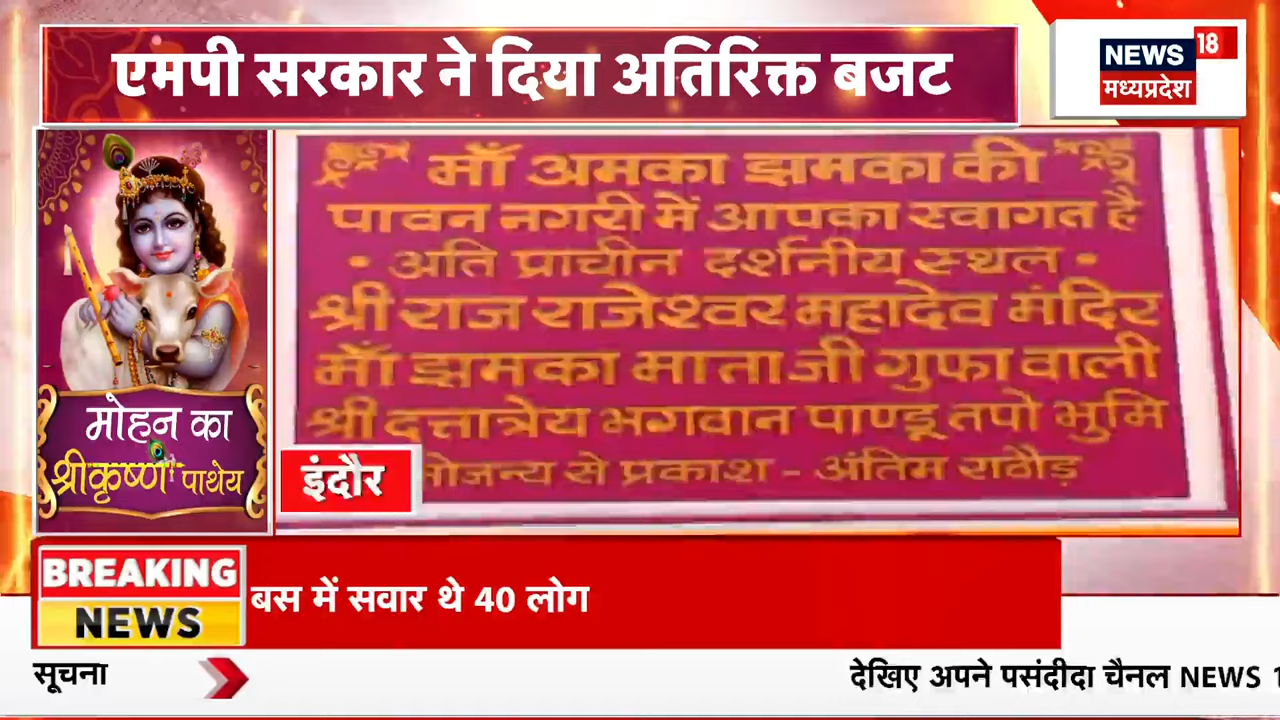 एमपी सरकार ने दिया अतिरिक्त बजट
NEWS 18
मध्यप्रदेश
माँ अमका झमका की
पावन नगरी में आपका स्वागत है
• अति प्राचीन दर्शनीय स्थल •
श्री राज राजेश्वर महादेव मंदिर
माँ झमका माताजी गुफा वाली
श्री दत्तात्रेय भगवान पाण्डू तपो भूमि
से प्रकाश - अंतिम राठौड़
मोहन का
श्रीकृष्ण पाथेय
इंदौर
BREAKING
NEWS
बस में सवार थे 40 लोग
सूचना
देखिए अपने पसंदीदा चैनल NEWS 1